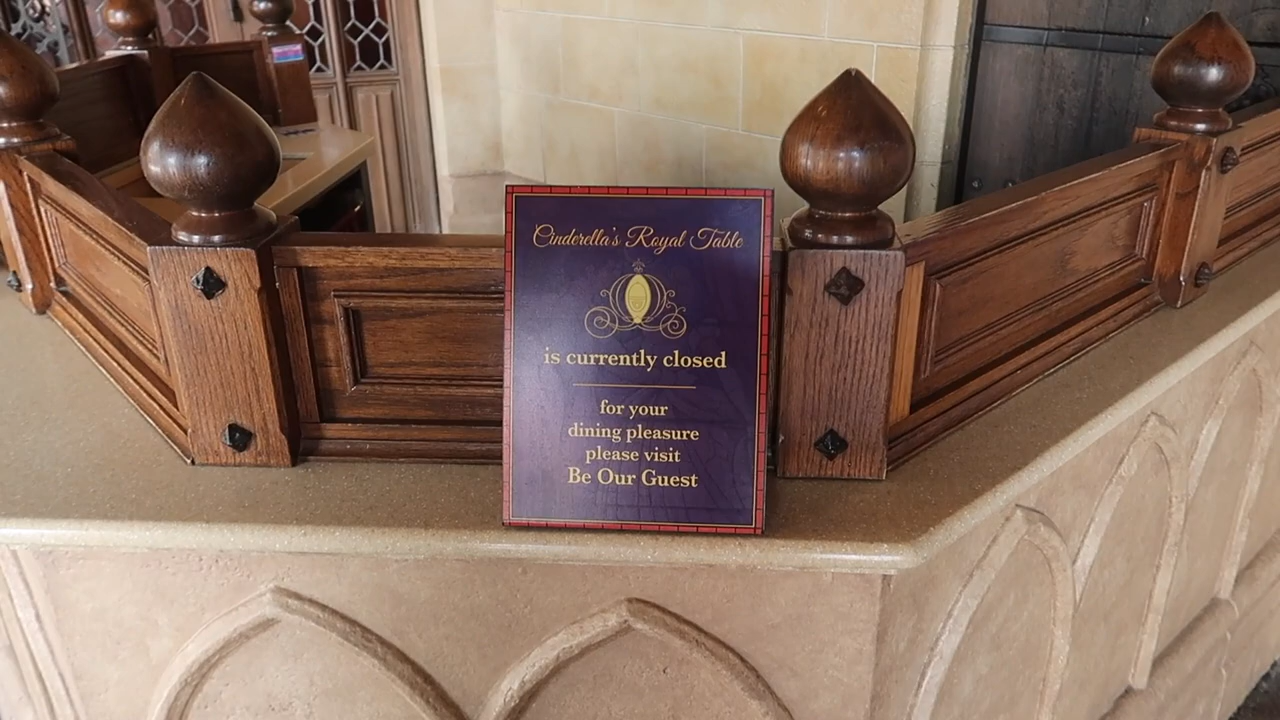 Cinderella's Royal Table
is currently closed
for your
dining pleasure
please visit
Be Our Guest